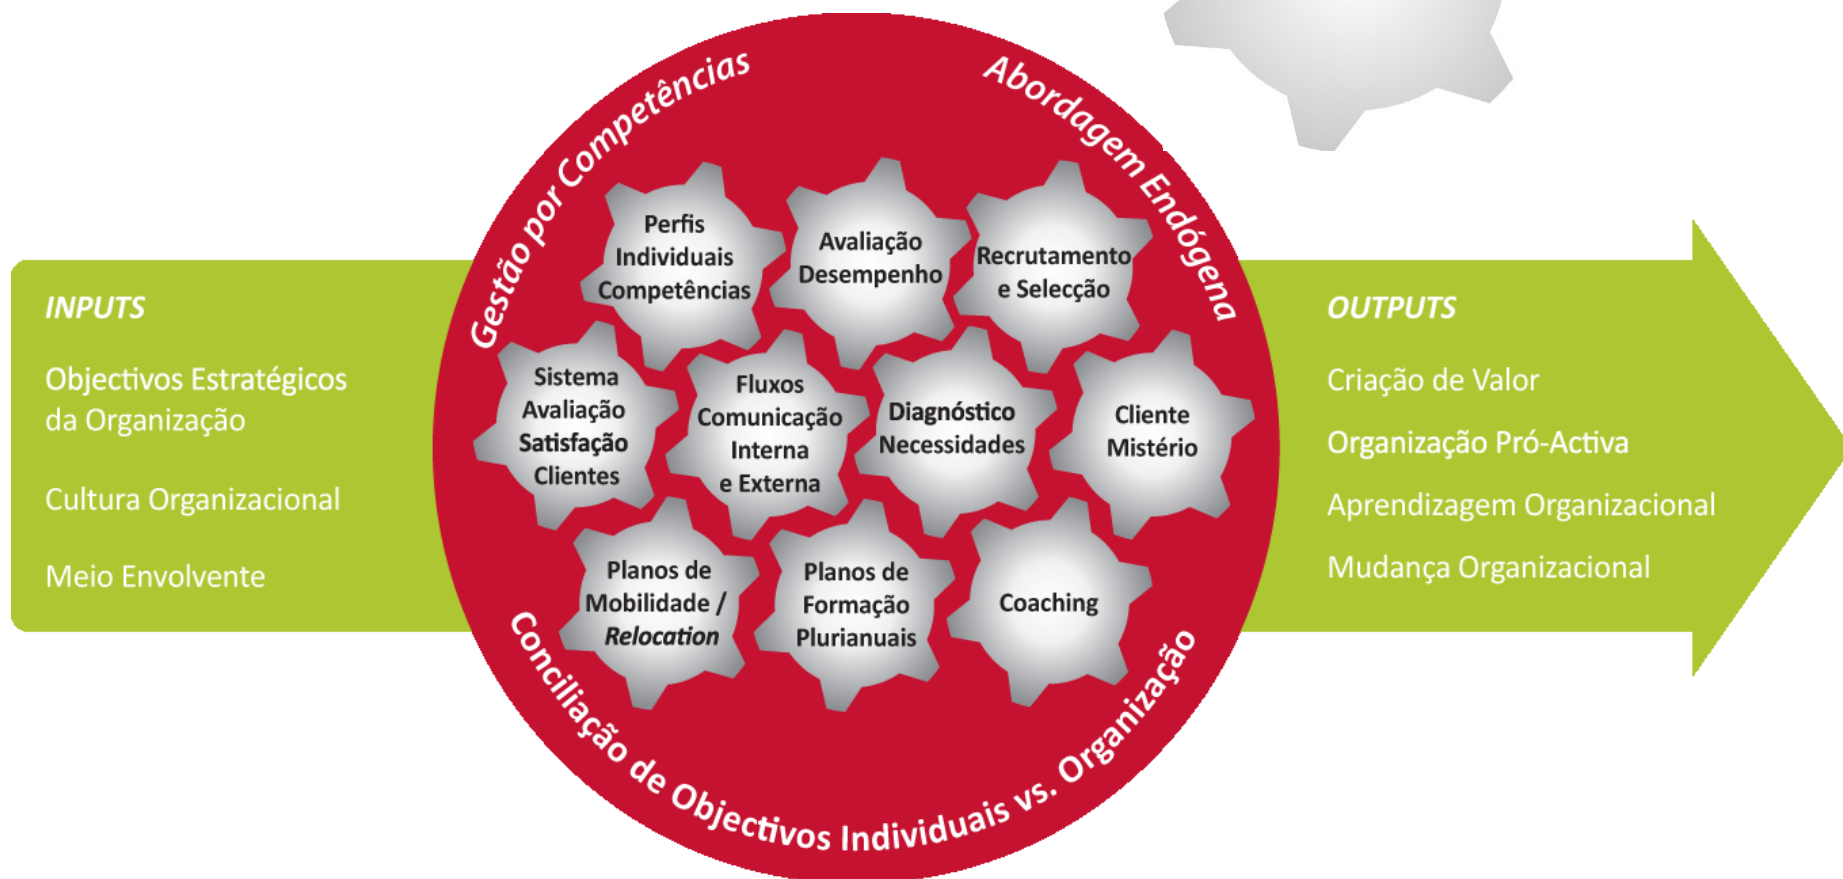 Gestão por Competências
Abordagem Endógena
INPUTS
Objectivos Estratégicos
da Organização
Cultura Organizacional
Meio Envolvente
Perfis
Individuais
Competências
Avaliação
Desempenho
Recrutamento
e Selecção
Sistema
Avaliação
Satisfação
Clientes
Fluxos
Comunicação
Interna
e Externa
Diagnóstico
Necessidades
Cliente
Mistério
Planos de
Mobilidade /
Relocation
Planos de
Formação
Plurianuais
Coaching
Conciliação de Objectivos Individuais vs. Organização
OUTPUTS
Criação de Valor
Organização Pró-Activa
Aprendizagem Organizacional
Mudança Organizacional